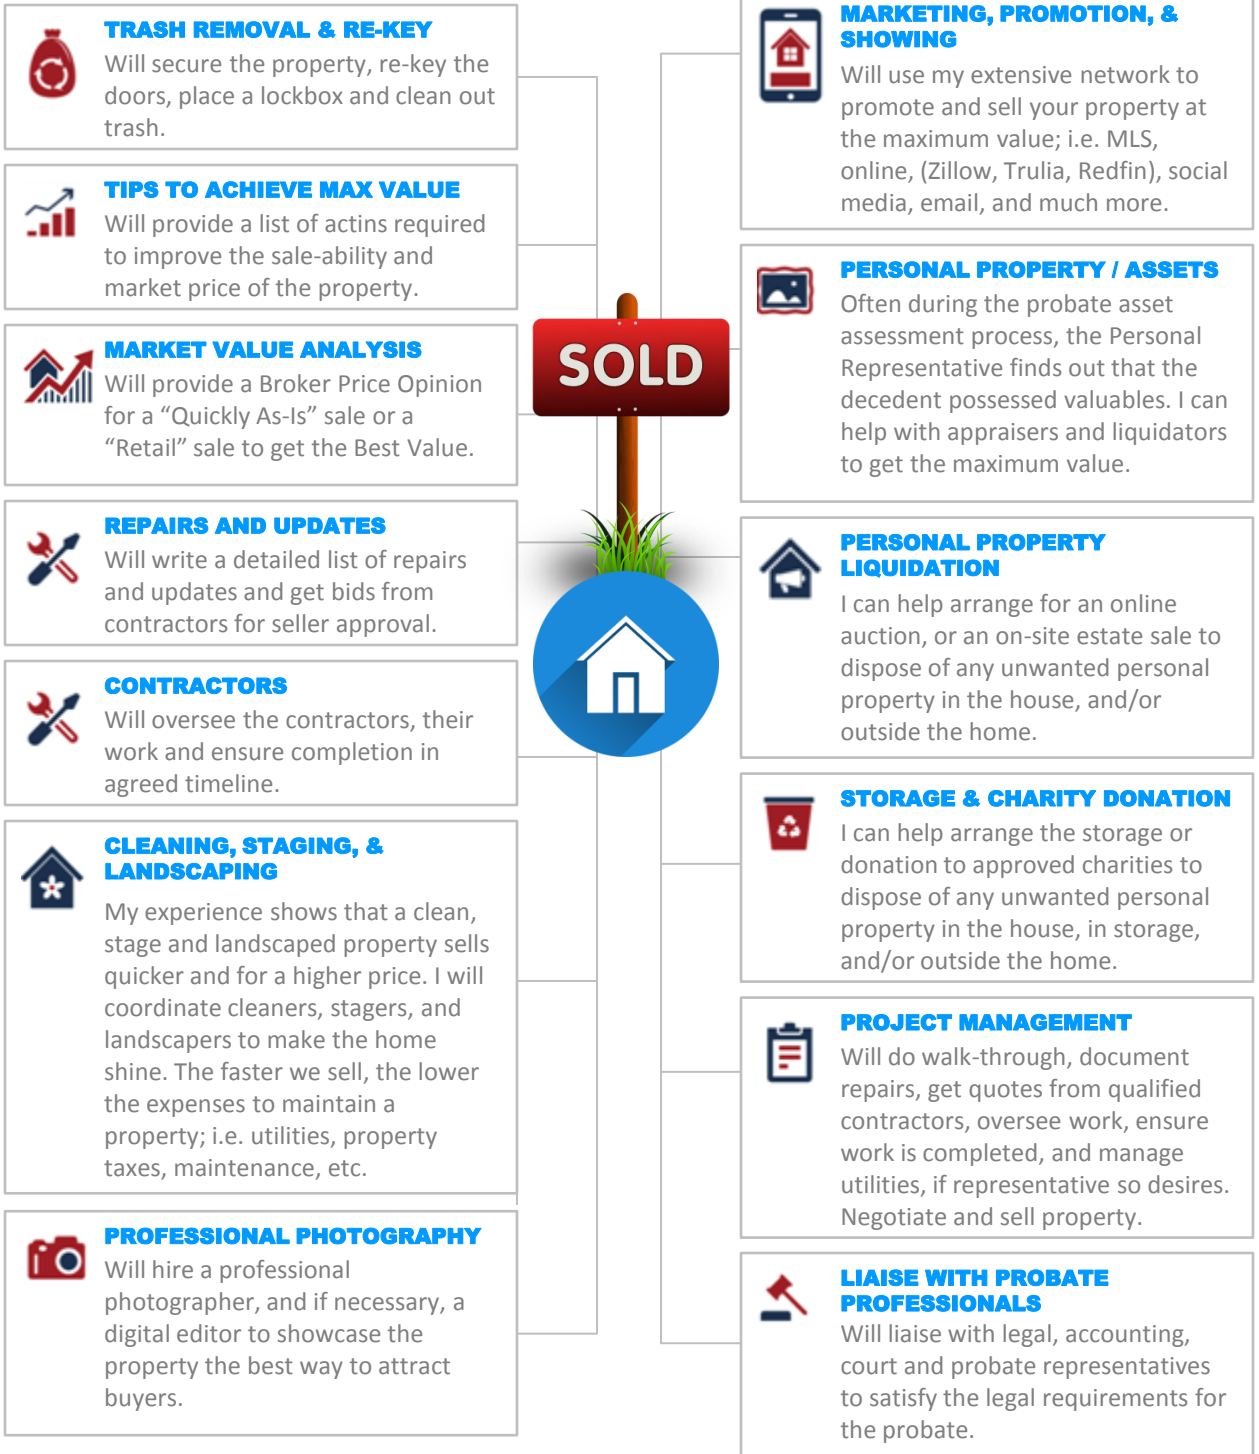 TRASH REMOVAL & RE-KEY
Will secure the property, re-key the
doors, place a lockbox and clean out
trash.
TIPS TO ACHIEVE MAX VALUE
Will provide a list of actins required
to improve the sale-ability and
market price of the property.
MARKET VALUE ANALYSIS
Will provide a Broker Price Opinion
for a “Quickly As-Is” sale or a
“Retail” sale to get the Best Value.
REPAIRS AND UPDATES
Will write a detailed list of repairs
and updates and get bids from
contractors for seller approval.
CONTRACTORS
Will oversee the contractors, their
work and ensure completion in
agreed timeline.
CLEANING, STAGING, &
LANDSCAPING
My experience shows that a clean,
stage and landscaped property sells
quicker and for a higher price. I will
coordinate cleaners, stagers, and
landscapers to make the home
shine. The faster we sell, the lower
the expenses to maintain a
property; i.e. utilities, property
taxes, maintenance, etc.
PROFESSIONAL PHOTOGRAPHY
Will hire a professional
photographer, and if necessary, a
digital editor to showcase the
property the best way to attract
buyers.
SOLD
MARKETING, PROMOTION, &
SHOWING
Will use my extensive network to
promote and sell your property at
the maximum value; i.e. MLS,
online, (Zillow, Trulia, Redfin), social
media, email, and much more.
PERSONAL PROPERTY / ASSETS
Often during the probate asset
assessment process, the Personal
Representative finds out that the
decedent possessed valuables. I can
help with appraisers and liquidators
to get the maximum value.
PERSONAL PROPERTY
LIQUIDATION
I can help arrange for an online
auction, or an on-site estate sale to
dispose of any unwanted personal
property in the house, and/or
outside the home.
STORAGE & CHARITY DONATION
I can help arrange the storage or
donation to approved charities to
dispose of any unwanted personal
property in the house, in storage,
and/or outside the home.
PROJECT MANAGEMENT
Will do walk-through, document
repairs, get quotes from qualified
contractors, oversee work, ensure
work is completed, and manage
utilities, if representative so desires.
Negotiate and sell property.
LIAISE WITH PROBATE
PROFESSIONALS
Will liaise with legal, accounting,
court and probate representatives
to satisfy the legal requirements for
the probate.